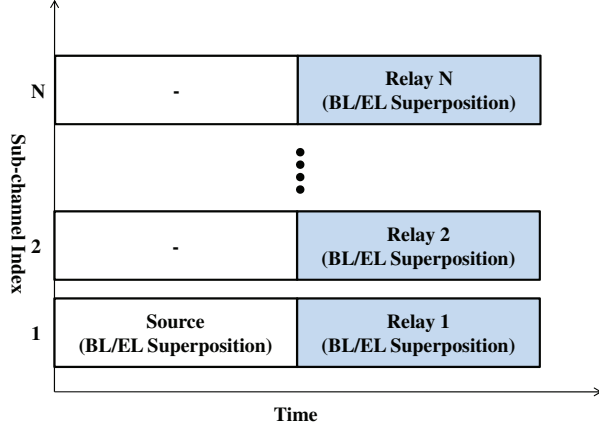 N
-
Relay N
(BL/EL Superposition)
Sub-channel Index
2
-
Relay 2
(BL/EL Superposition)
1
Source
(BL/EL Superposition)
Relay 1
(BL/EL Superposition)
Time